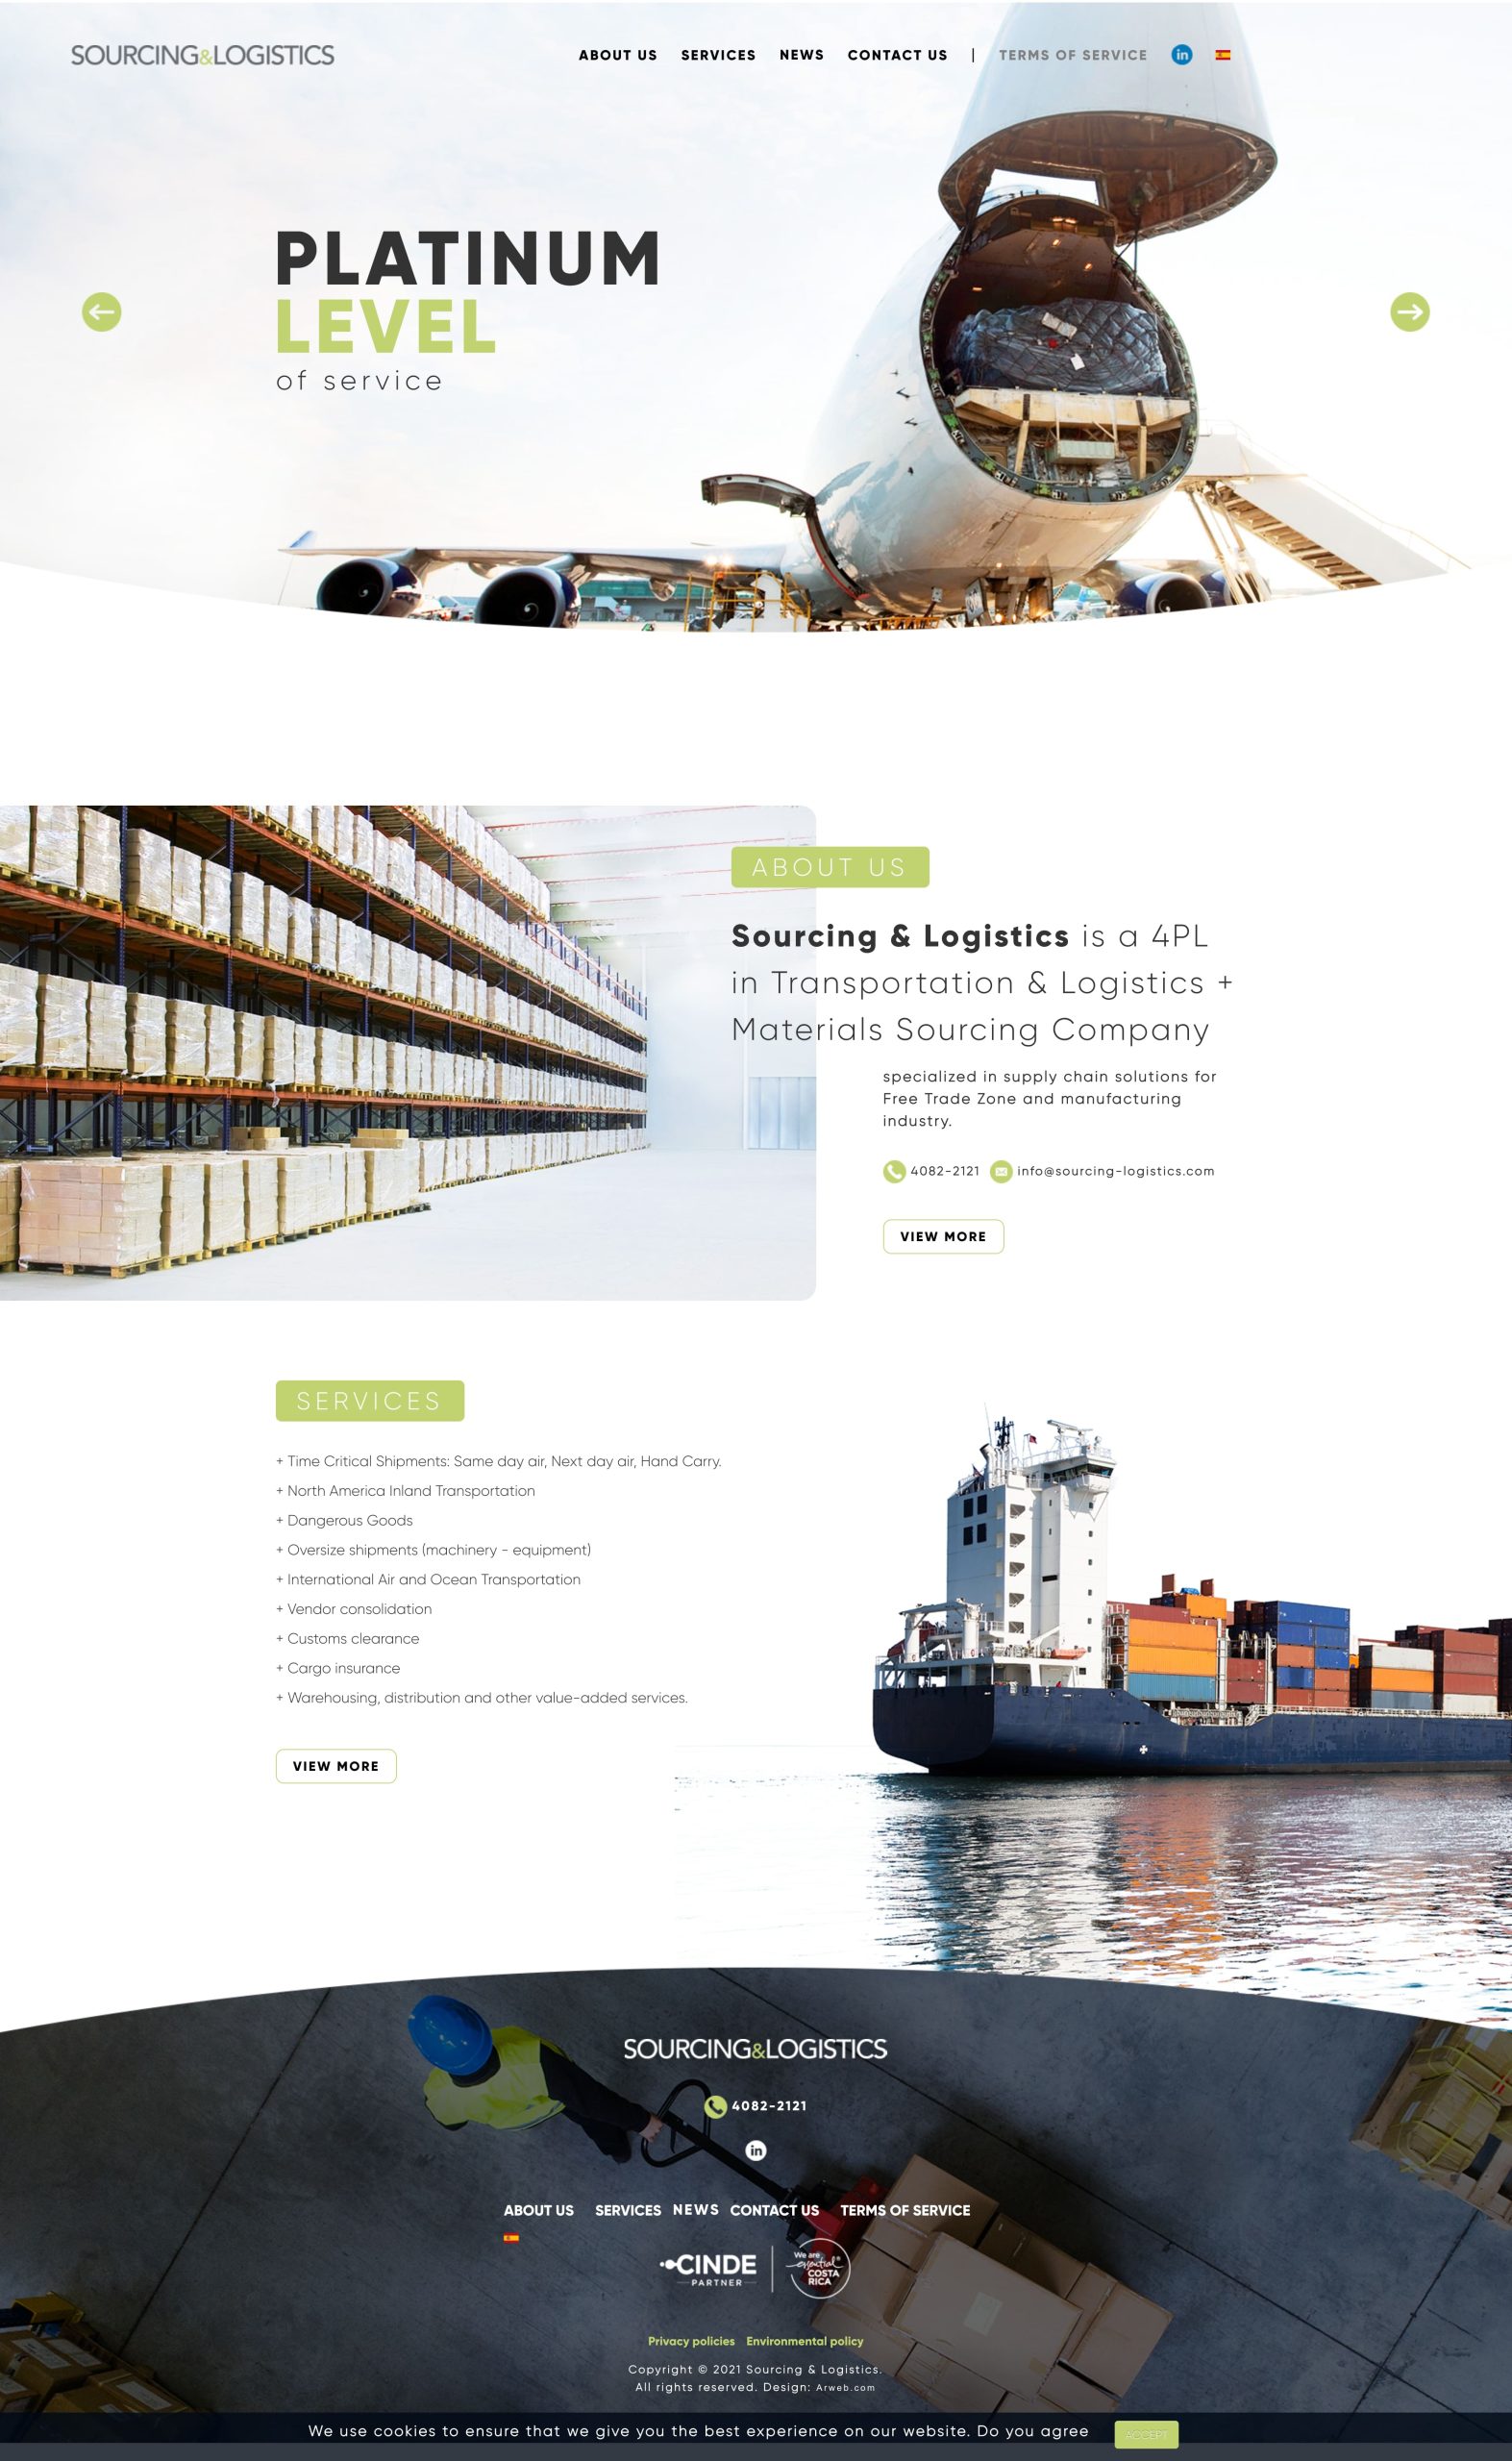 SOURCING&LOGISTICS
ABOUT US SERVICES NEWS CONTACT US | TERMS OF SERVICE in
PLATINUM
LEVEL
of service
ABOUT US
Sourcing & Logistics is a 4PL
in Transportation & Logistics +
Materials Sourcing Company
specialized in supply chain solutions for
Free Trade Zone and manufacturing
industry.
4082-2121 info@sourcing-logistics.com
VIEW MORE
SERVICES
+ Time Critical Shipments: Same day air, Next day air, Hand Carry.
+ North America Inland Transportation
+ Dangerous Goods
+ Oversize shipments (machinery - equipment)
+ International Air and Ocean Transportation
+ Vendor consolidation
+ Customs clearance
+ Cargo insurance
+ Warehousing, distribution and other value-added services.
VIEW MORE
SOURCING&LOGISTICS
4082-2121
in
ABOUT US SERVICES NEWS CONTACT US TERMS OF SERVICE
CINDE
PARTNER
We are
essential
COSTA
RICA
Privacy policies Environmental policy
Copyright © 2021 Sourcing & Logistics.
All rights reserved. Design: Arweb.com
We use cookies to ensure that we give you the best experience on our website. Do you agree ACCEPT